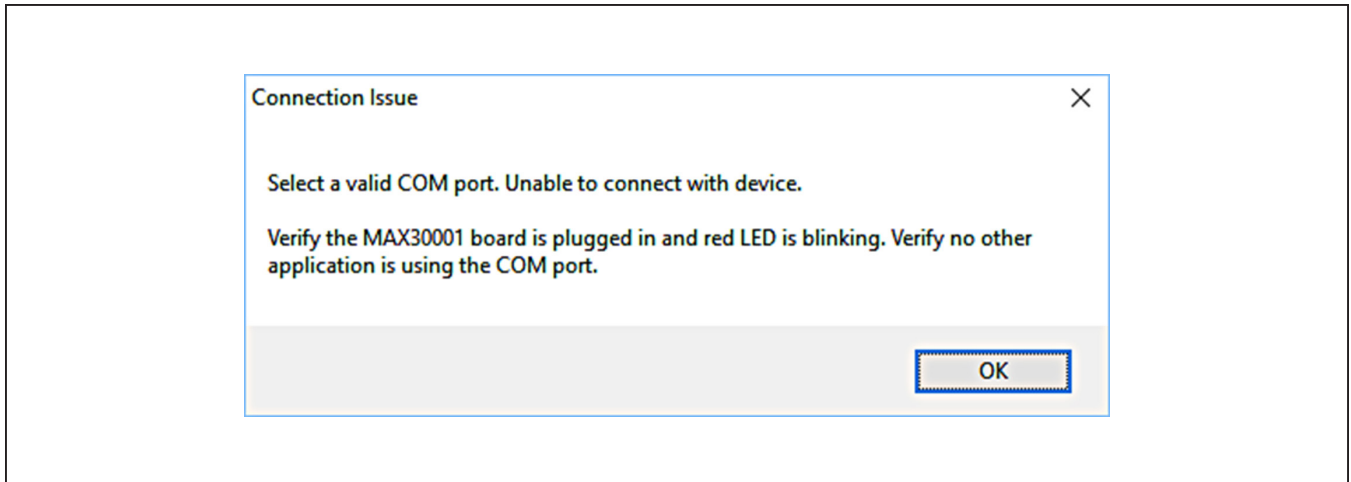 Connection Issue
Select a valid COM port. Unable to connect with device.
Verify the MAX30001 board is plugged in and red LED is blinking. Verify no other
application is using the COM port.
OK